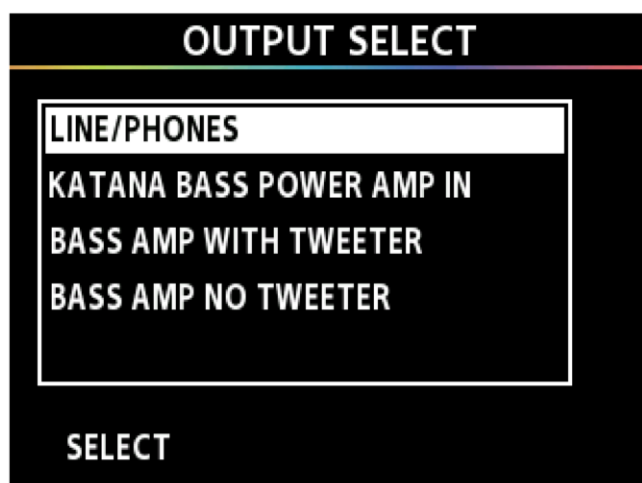 OUTPUT SELECT
LINE/PHONES
KATANA BASS POWER AMP IN
BASS AMP WITH TWEETER
BASS AMP NO TWEETER
SELECT